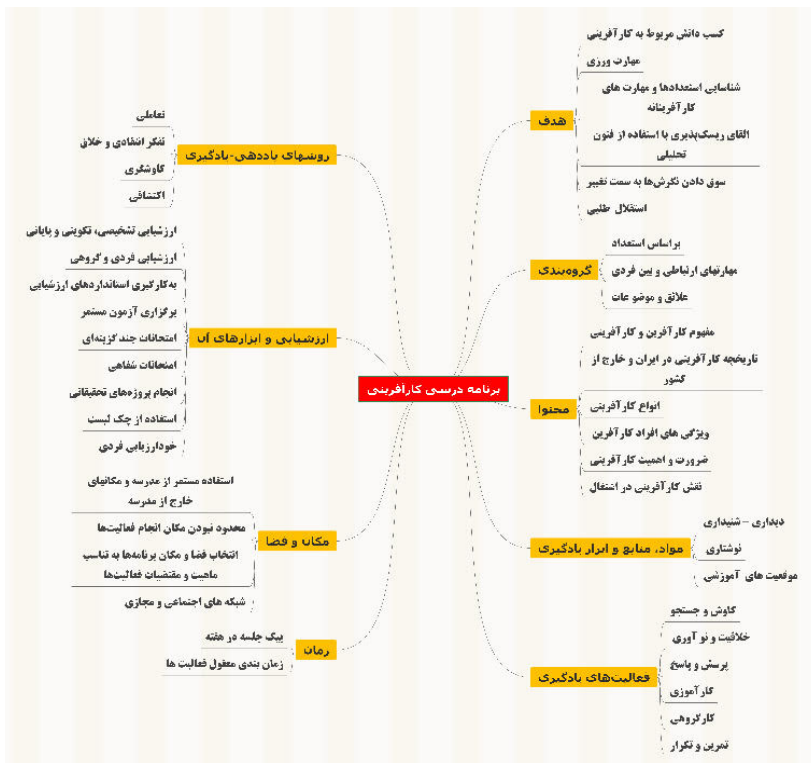 برنامه درسی کارآفرینی
هدف
کسب دانش مربوط به کارآفرینی
مهارت ورزی
شناسایی استعدادها و مهارت های
کارآفرینانه
القای ریسک‌پذیری با استفاده از فنون
تحلیلی
سوق دادن نگرش‌ها به سمت تغییر
استقلال طلبی
گروه‌بندی
براساس استعداد
مهارتهای ارتباطی و بین فردی
علائق و موضوعات
محتوا
مفهوم کارآفرین و کارآفرینی
تاریخچه کارآفرینی در ایران و خارج از
کشور
انواع کارآفرینی
ویژگی های افراد کارآفرین
ضرورت و اهمیت کارآفرینی
نقش کارآفرینی در اشتغال
مواد، منابع و ابزار یادگیری
دیداری – شنیداری
نوشتاری
موقعیت های آموزشی
فعالیت‌های یادگیری
کاوش و جستجو
خلاقیت و نو آوری
پرسش و پاسخ
کارآموزی
کارگروهی
تمرین و تکرار
روشهای یاددهی-یادگیری
تعاملی
تفکر انتقادی و خلاق
کاوشگری
اکتشافی
ارزشیابی و ابزارهای آن
ارزشیابی تشخیصی، تکوینی و پایانی
ارزشیابی فردی و گروهی
به‌کارگیری استانداردهای ارزشیابی
برگزاری آزمون مستمر
امتحانات چند گزینه‌ای
امتحانات شفاهی
انجام پروژه‌های تحقیقاتی
استفاده از چک لیست
خودارزیابی فردی
مکان و فضا
استفاده مستمر از مدرسه و مکانهای
خارج از مدرسه
محدود نبودن مکان انجام فعالیت‌ها
انتخاب فضا و مکان برنامه‌ها به تناسب
ماهیت و مقتضیات فعالیت‌ها
شبکه های اجتماعی و مجازی
زمان
یک جلسه در هفته
زمان بندی معقول فعالیت ها